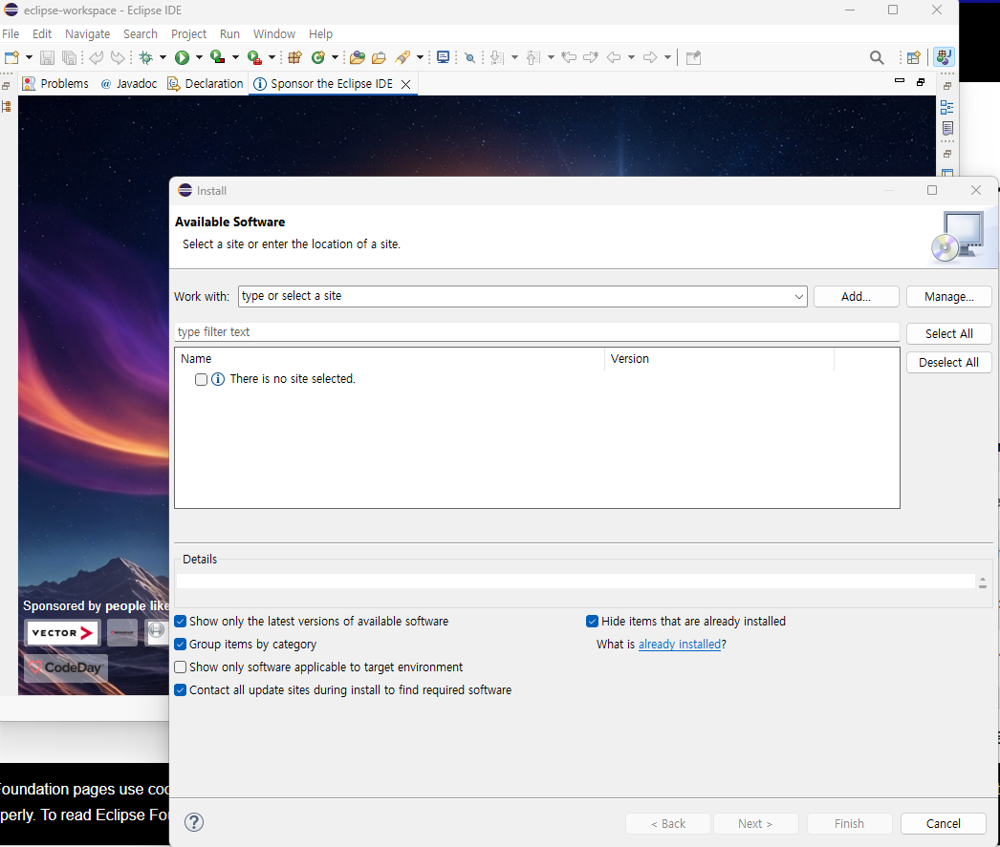 eclipse-workspace - Eclipse IDE
File Edit Navigate Search Project Run Window Help
Problems @ Javadoc Declaration Sponsor the Eclipse IDE
Install
Available Software
Select a site or enter the location of a site.
Work with: type or select a site Add... Manage...
type filter text Select All
Name Version Deselect All
There is no site selected.
Details
Sponsored by people like
VECTOR
CodeDay
Show only the latest versions of available software Hide items that are already installed
Group items by category What is already installed?
Show only software applicable to target environment
Contact all update sites during install to find required software
Foundation pages use coo
perly. To read Eclipse Fo
< Back Next > Finish Cancel